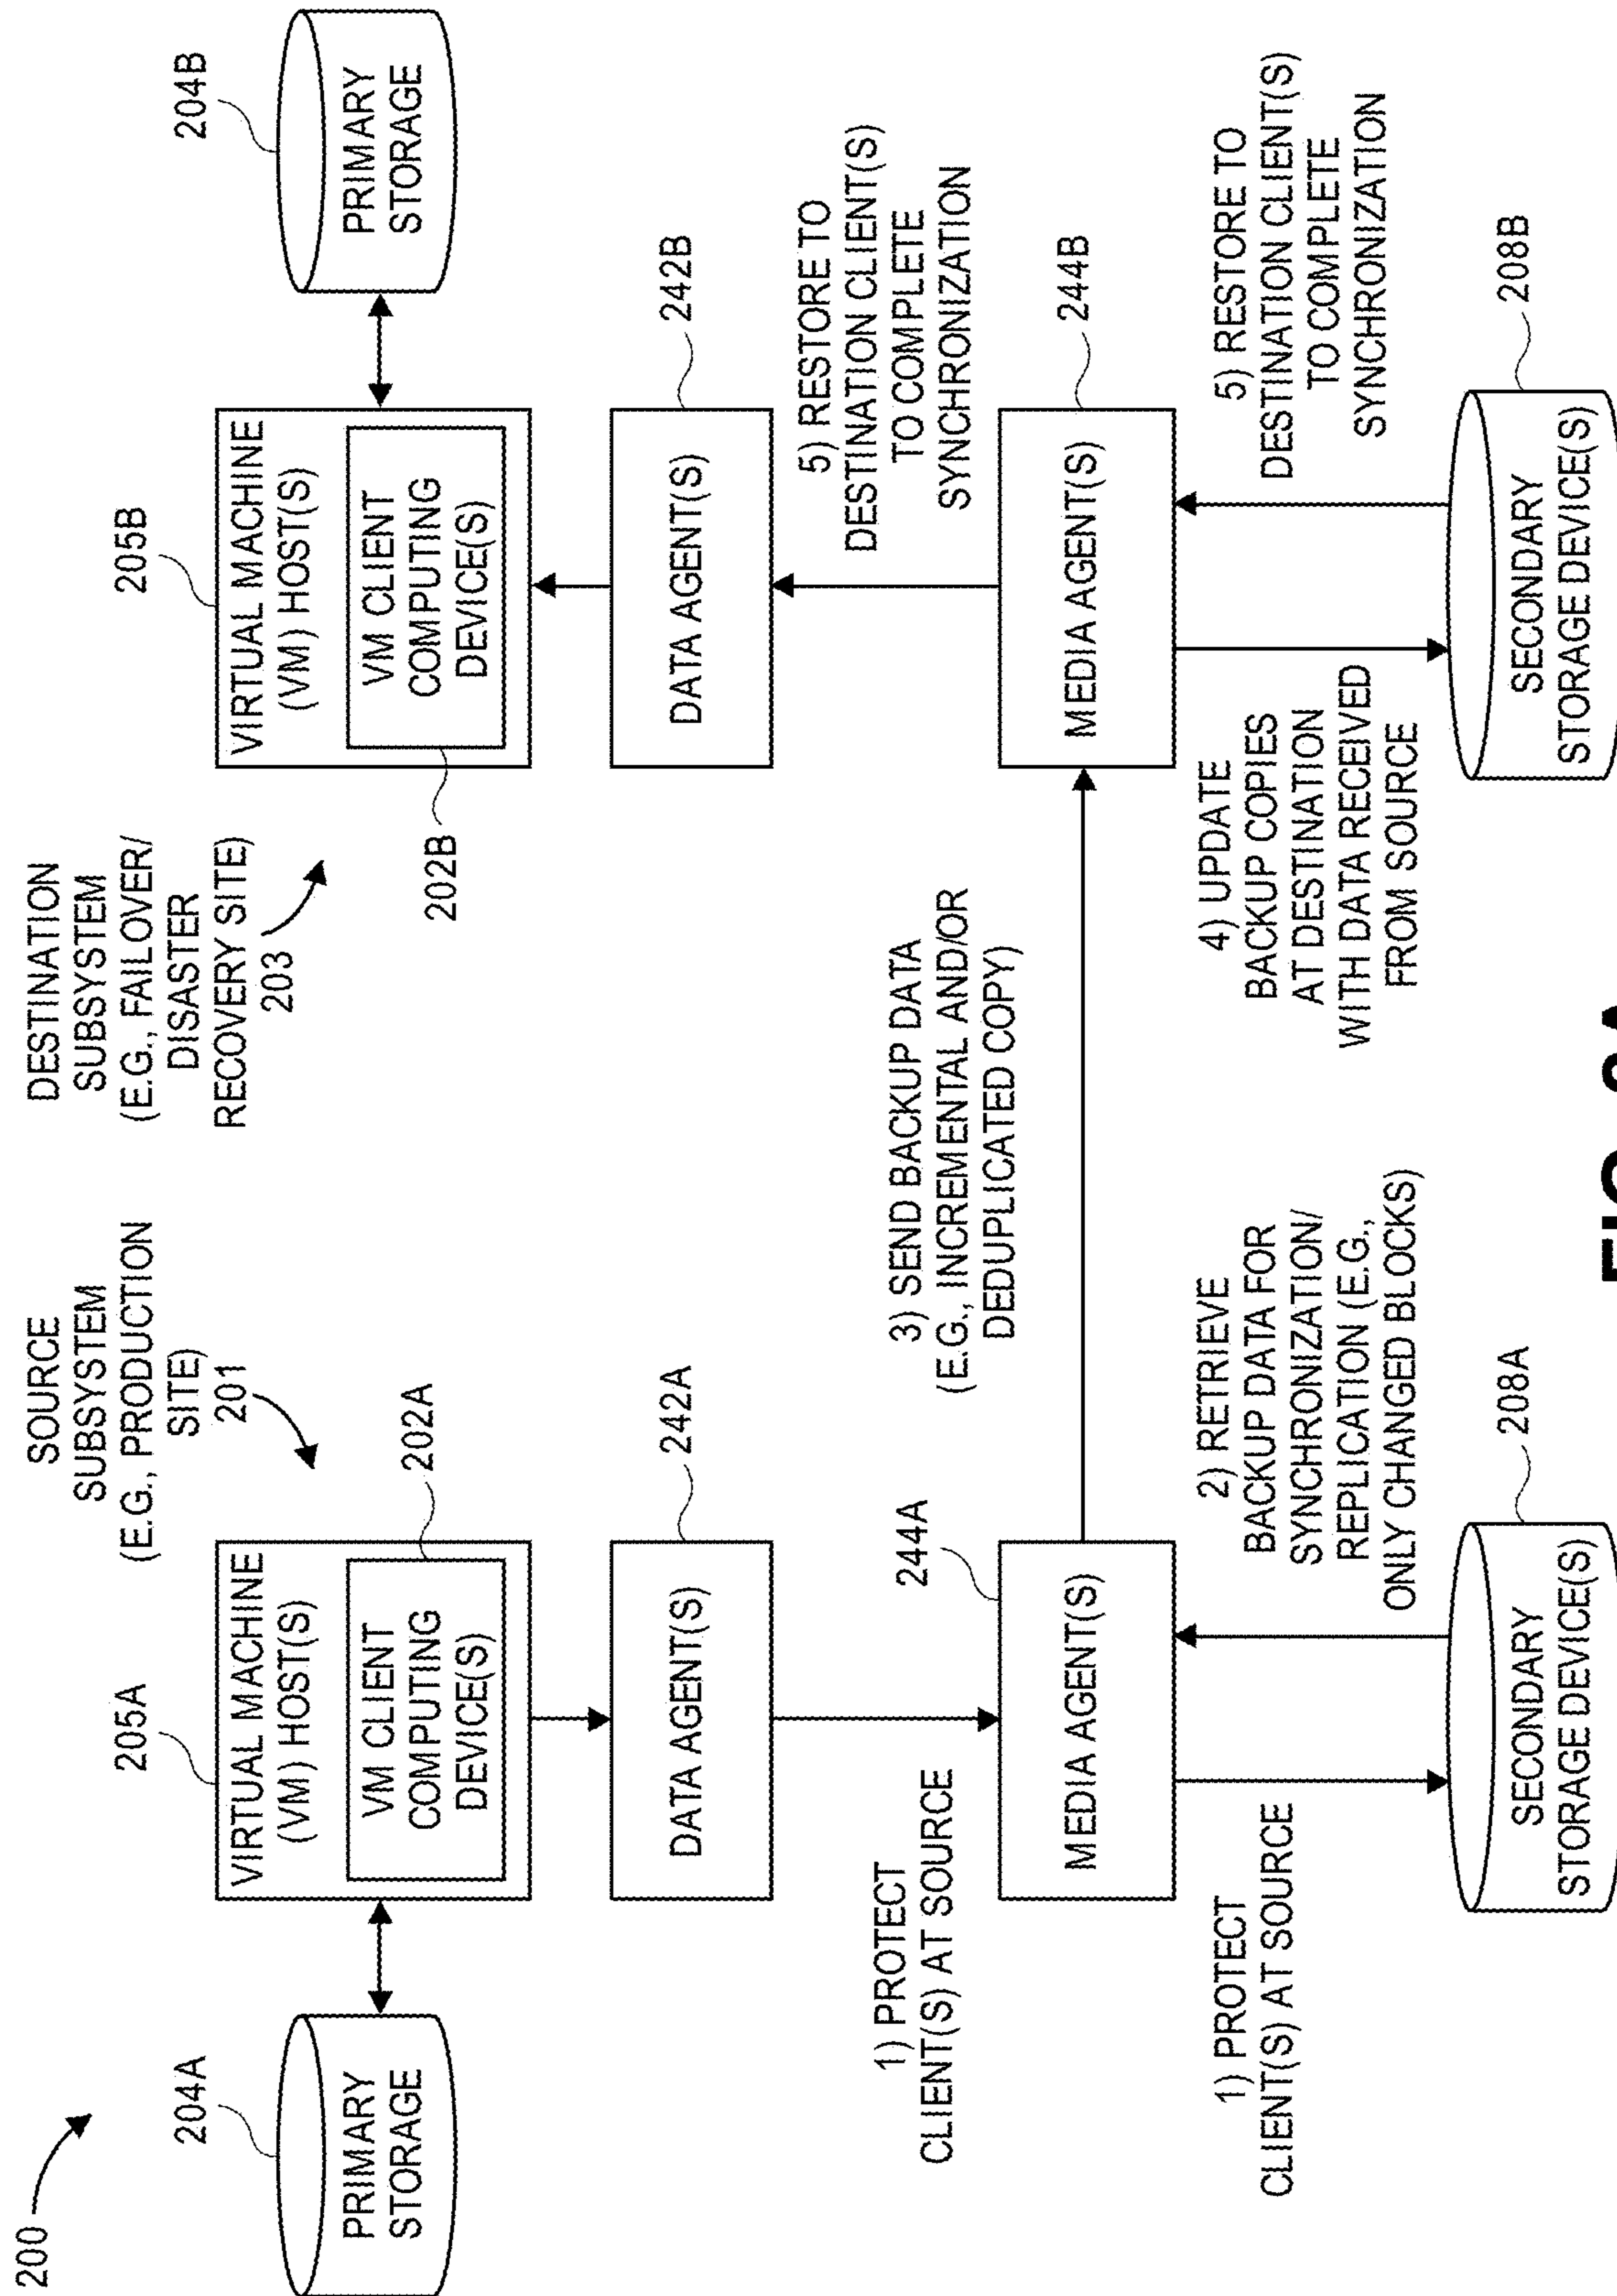 200
SOURCE
SUBSYSTEM
(E.G., PRODUCTION
SITE)
201
DESTINATION
SUBSYSTEM
(E.G., FAILOVER/
DISASTER
RECOVERY SITE)
203
204A
PRIMARY
STORAGE
205A
VIRTUAL MACHINE
(VM) HOST(S)
VM CLIENT
COMPUTING
DEVICE(S)
202A
205B
VIRTUAL MACHINE
(VM) HOST(S)
VM CLIENT
COMPUTING
DEVICE(S)
202B
204B
PRIMARY
STORAGE
DATA AGENT(S)
242A
DATA AGENT(S)
242B
1) PROTECT
CLIENT(S) AT SOURCE
244A
MEDIA AGENT(S)
3) SEND BACKUP DATA
(E.G., INCREMENTAL AND/OR
DEDUPLICATED COPY)
5) RESTORE TO
DESTINATION CLIENT(S)
TO COMPLETE
SYNCHRONIZATION
MEDIA AGENT(S)
244B
1) PROTECT
CLIENT(S) AT SOURCE
2) RETRIEVE
BACKUP DATA FOR
SYNCHRONIZATION/
REPLICATION (E.G.,
ONLY CHANGED BLOCKS)
4) UPDATE
BACKUP COPIES
AT DESTINATION
WITH DATA RECEIVED
FROM SOURCE
5) RESTORE TO
DESTINATION CLIENT(S)
TO COMPLETE
SYNCHRONIZATION
SECONDARY
STORAGE DEVICE(S)
208A
SECONDARY
STORAGE DEVICE(S)
208B